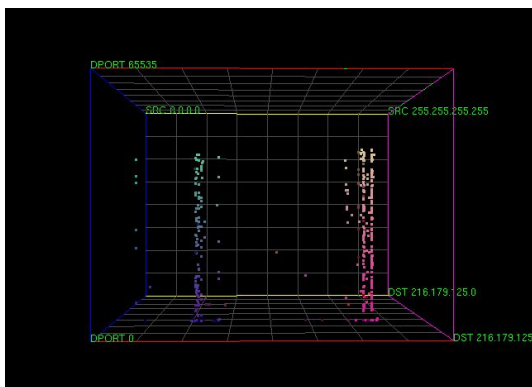 DPORT 65535
SRC 0.0.0.0
SRC 255.255.255.255
DST 216.179.125.0
DPORT 0
DST 216.179.125